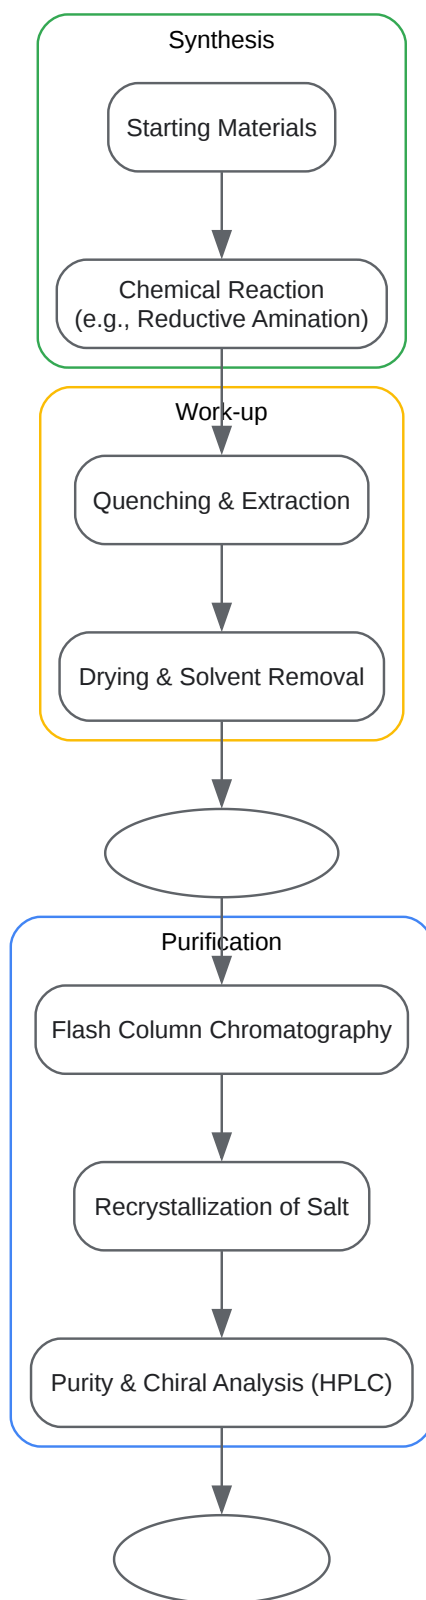 Synthesis
Starting Materials
Chemical Reaction
(e.g., Reductive Amination)
Work-up
Quenching & Extraction
Drying & Solvent Removal
Purification
Flash Column Chromatography
Recrystallization of Salt
Purity & Chiral Analysis (HPLC)